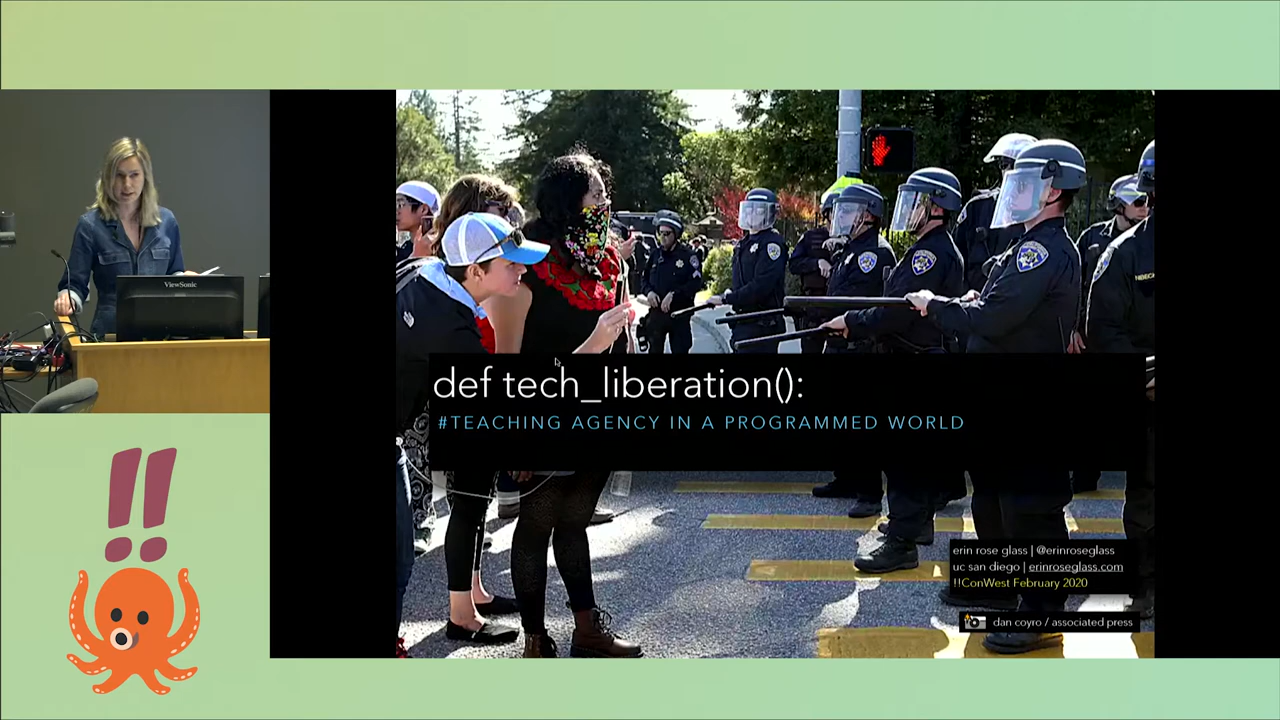 ViewSonic
def tech_liberation():
#TEACHING AGENCY IN A PROGRAMMED WORLD
erin rose glass | @erinroseglass
uc san diego | erinroseglass.com
!!ConWest February 2020
dan coyro / associated press
!!